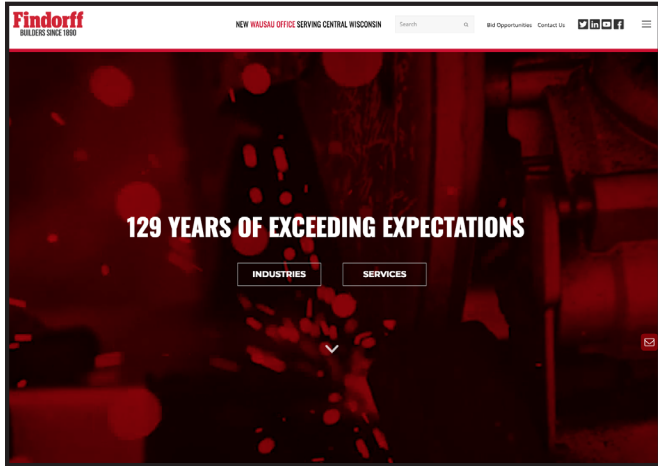 Findorff
BUILDERS SINCE 1890
NEW WAUSAU OFFICE SERVING CENTRAL WISCONSIN
Search
Bid Opportunities Contact Us
129 YEARS OF EXCEEDING EXPECTATIONS
INDUSTRIES SERVICES